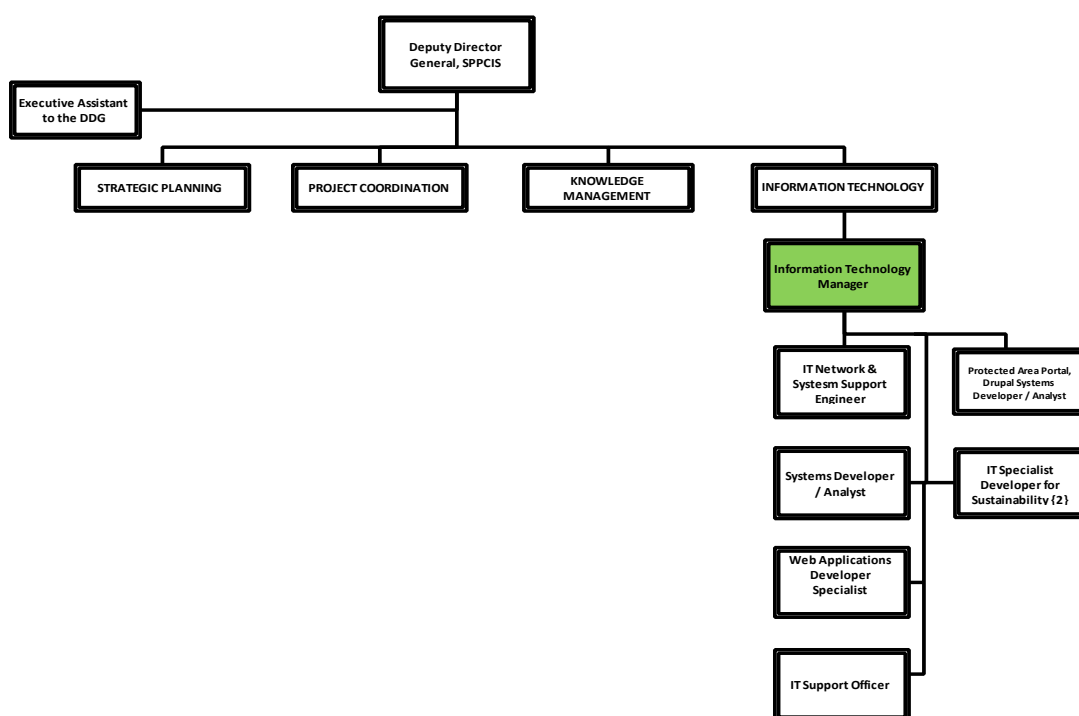 Deputy Director
General, SPPCIS
Executive Assistant
to the DDG
STRATEGIC PLANNING
PROJECT COORDINATION
KNOWLEDGE
MANAGEMENT
INFORMATION TECHNOLOGY
Information Technology
Manager
IT Network &
Systesm Support
Engineer
Protected Area Portal,
Drupal Systems
Developer / Analyst
Systems Developer
/ Analyst
IT Specialist
Developer for
Sustainability {2}
Web Applications
Developer
Specialist
IT Support Officer